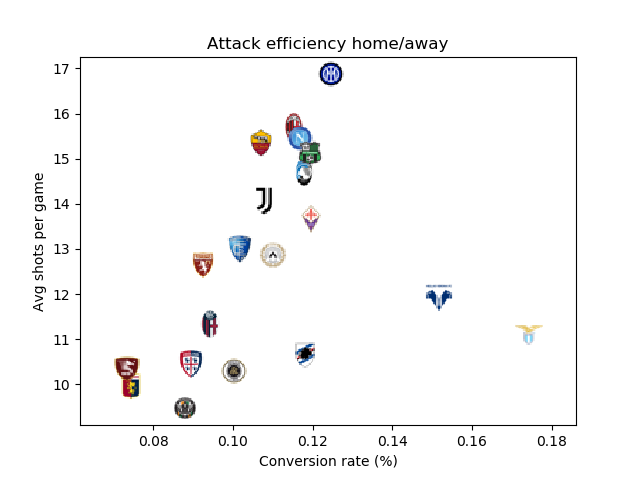 Attack efficiency home/away
17
16
15
14
13
12
11
10
Avg shots per game
0.08 0.10 0.12 0.14 0.16 0.18
Conversion rate (%)